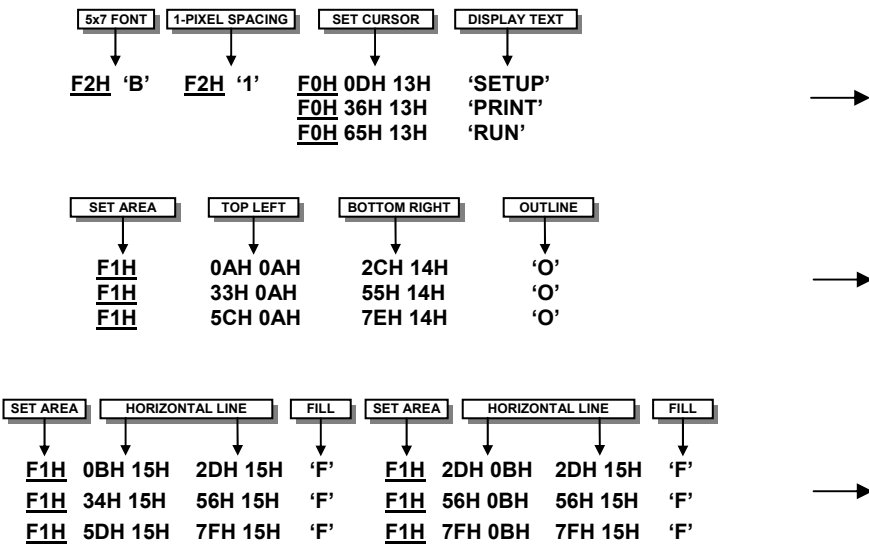 5x7 FONT 1-PIXEL SPACING SET CURSOR DISPLAY TEXT
F2H ‘B’ F2H ‘1’ F0H 0DH 13H ‘SETUP’
F0H 36H 13H ‘PRINT’
F0H 65H 13H ‘RUN’
SET AREA TOP LEFT BOTTOM RIGHT OUTLINE
F1H 0AH 0AH 2CH 14H ‘O’
F1H 33H 0AH 55H 14H ‘O’
F1H 5CH 0AH 7EH 14H ‘O’
SET AREA HORIZONTAL LINE FILL SET AREA HORIZONTAL LINE FILL
F1H 0BH 15H 2DH 15H ‘F’ F1H 2DH 0BH 2DH 15H ‘F’
F1H 34H 15H 56H 15H ‘F’ F1H 56H 0BH 56H 15H ‘F’
F1H 5DH 15H 7FH 15H ‘F’ F1H 7FH 0BH 7FH 15H ‘F’